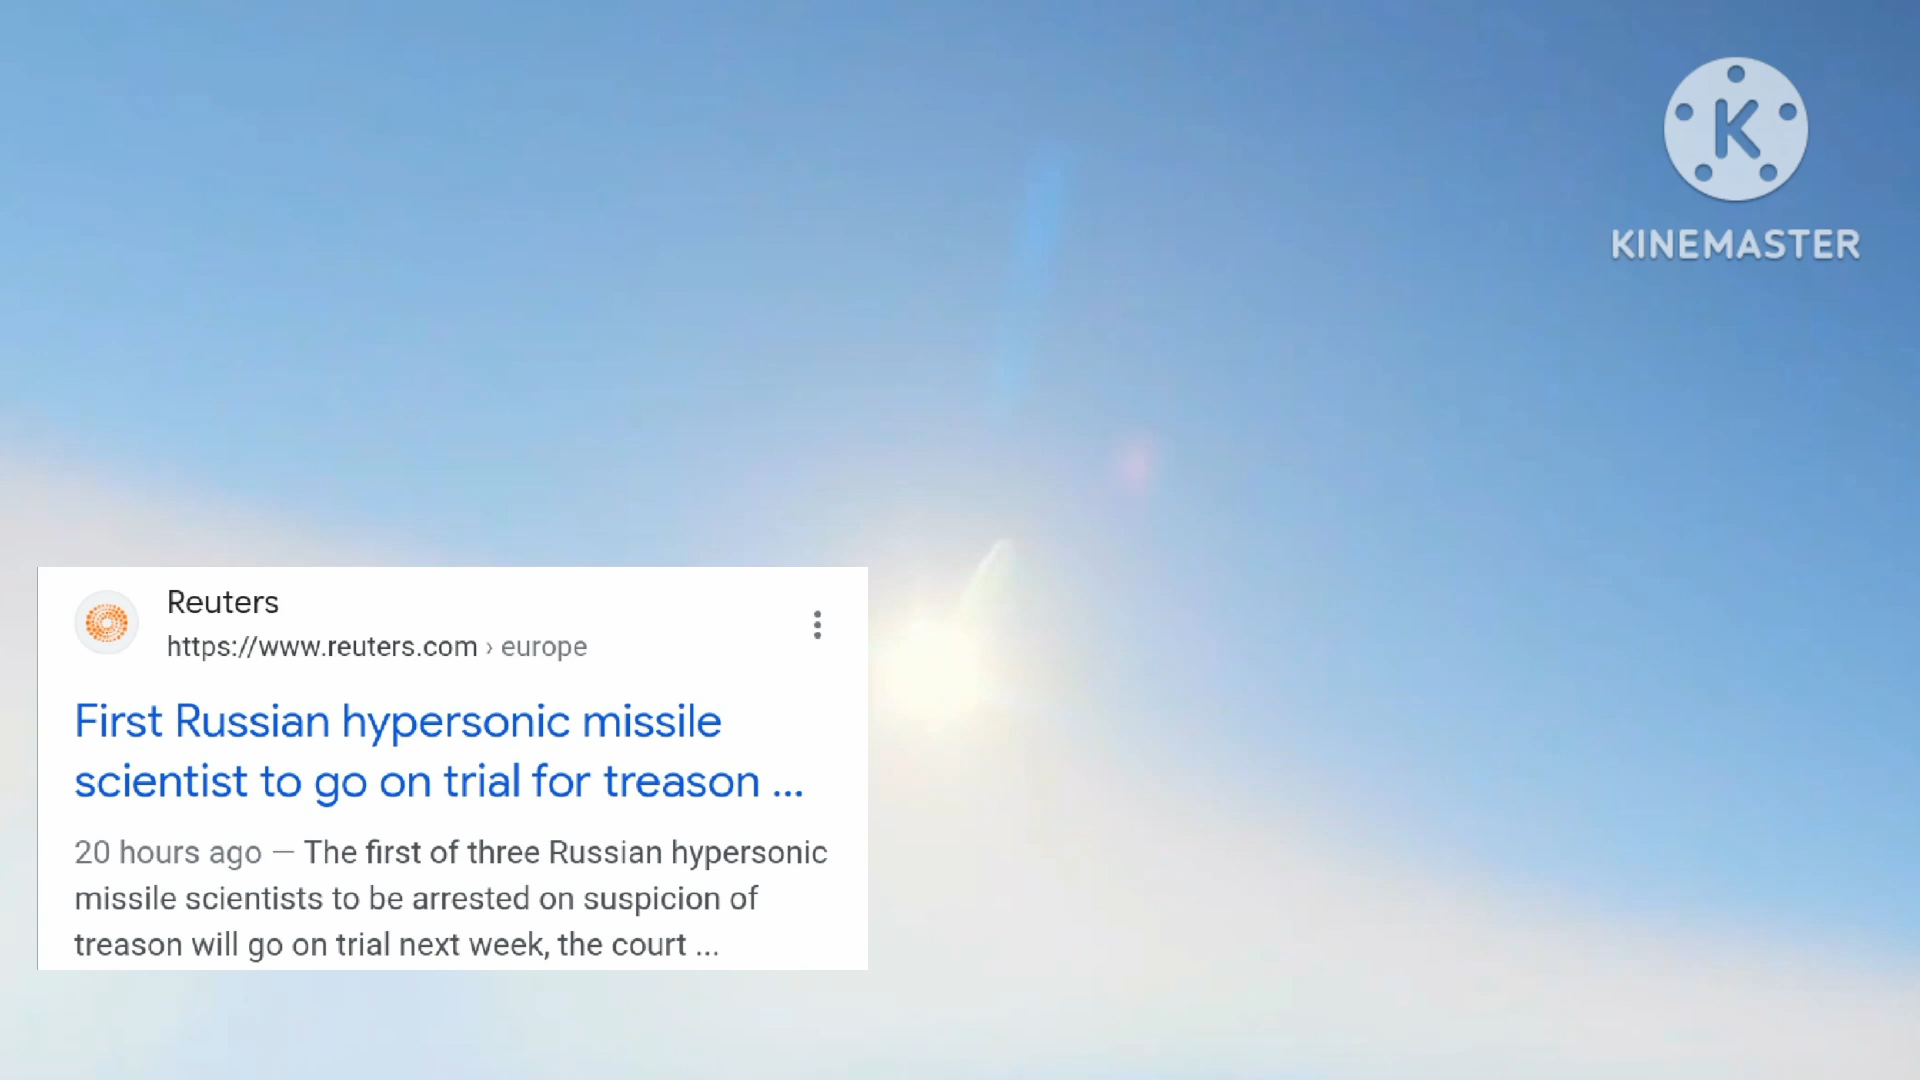 K
KINEMASTER
Reuters
https://www.reuters.com › europe
First Russian hypersonic missile
scientist to go on trial for treason ...
20 hours ago — The first of three Russian hypersonic
missile scientists to be arrested on suspicion of
treason will go on trial next week, the court ...